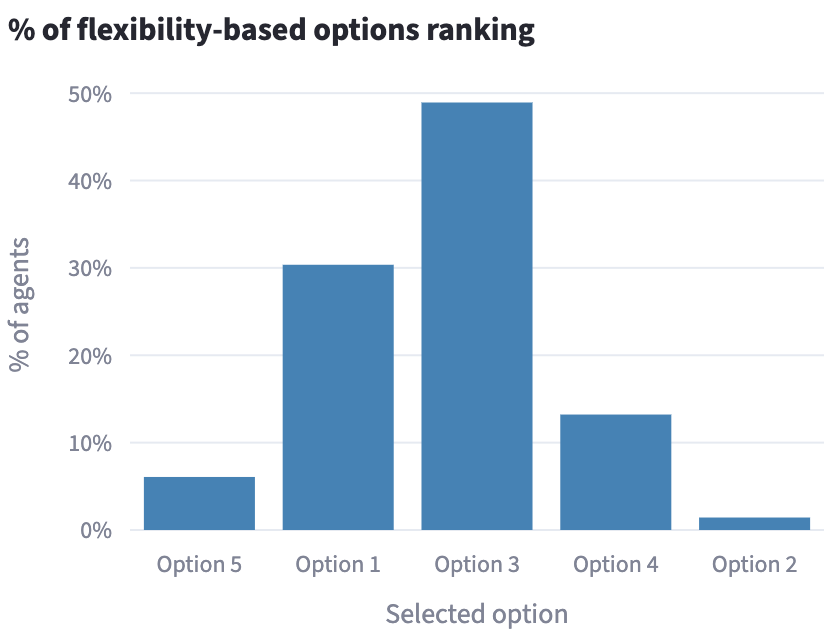 % of flexibility-based options ranking
50%
40%
30%
20%
10%
0%
% of agents
Option 5
Option 1
Option 3
Option 4
Option 2
Selected option